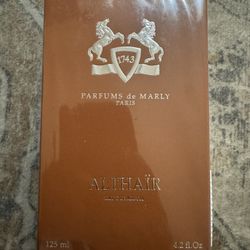 1743
PARFUMS de MARLY
PARIS
ALTHAÏR
125 ml 4.2 fl.Oz